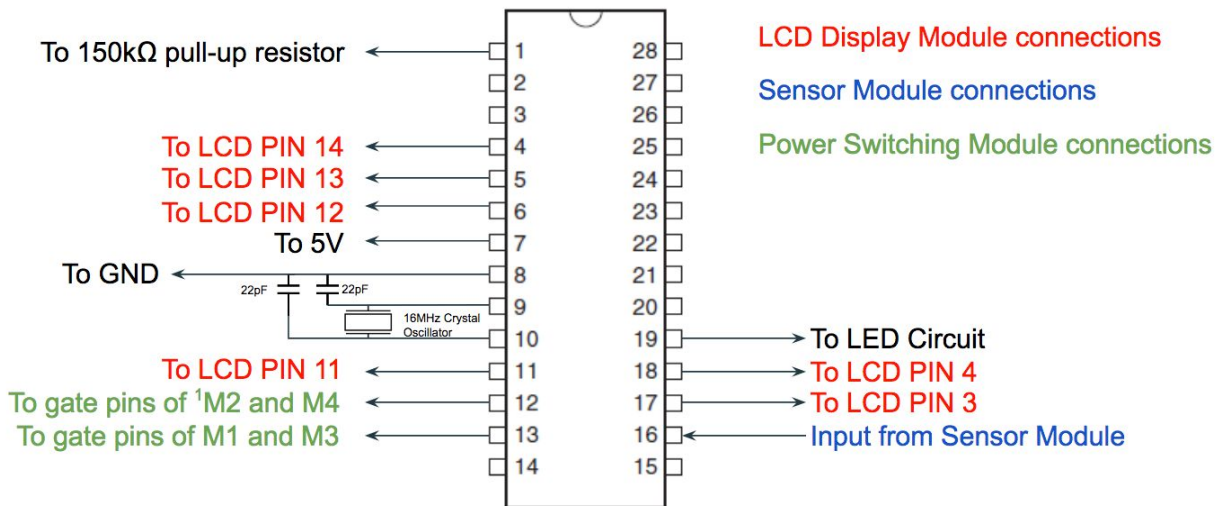 To 150kΩ pull-up resistor
1
28
LCD Display Module connections
2
27
Sensor Module connections
3
26
To LCD PIN 14
4
25
Power Switching Module connections
To LCD PIN 13
5
24
To LCD PIN 12
6
23
To 5V
7
22
To GND
8
21
22pF
22pF
9
20
16MHz Crystal
Oscillator
10
19
To LED Circuit
To LCD PIN 11
11
18
To LCD PIN 4
To gate pins of ¹M2 and M4
12
17
To LCD PIN 3
To gate pins of M1 and M3
13
16
Input from Sensor Module
14
15